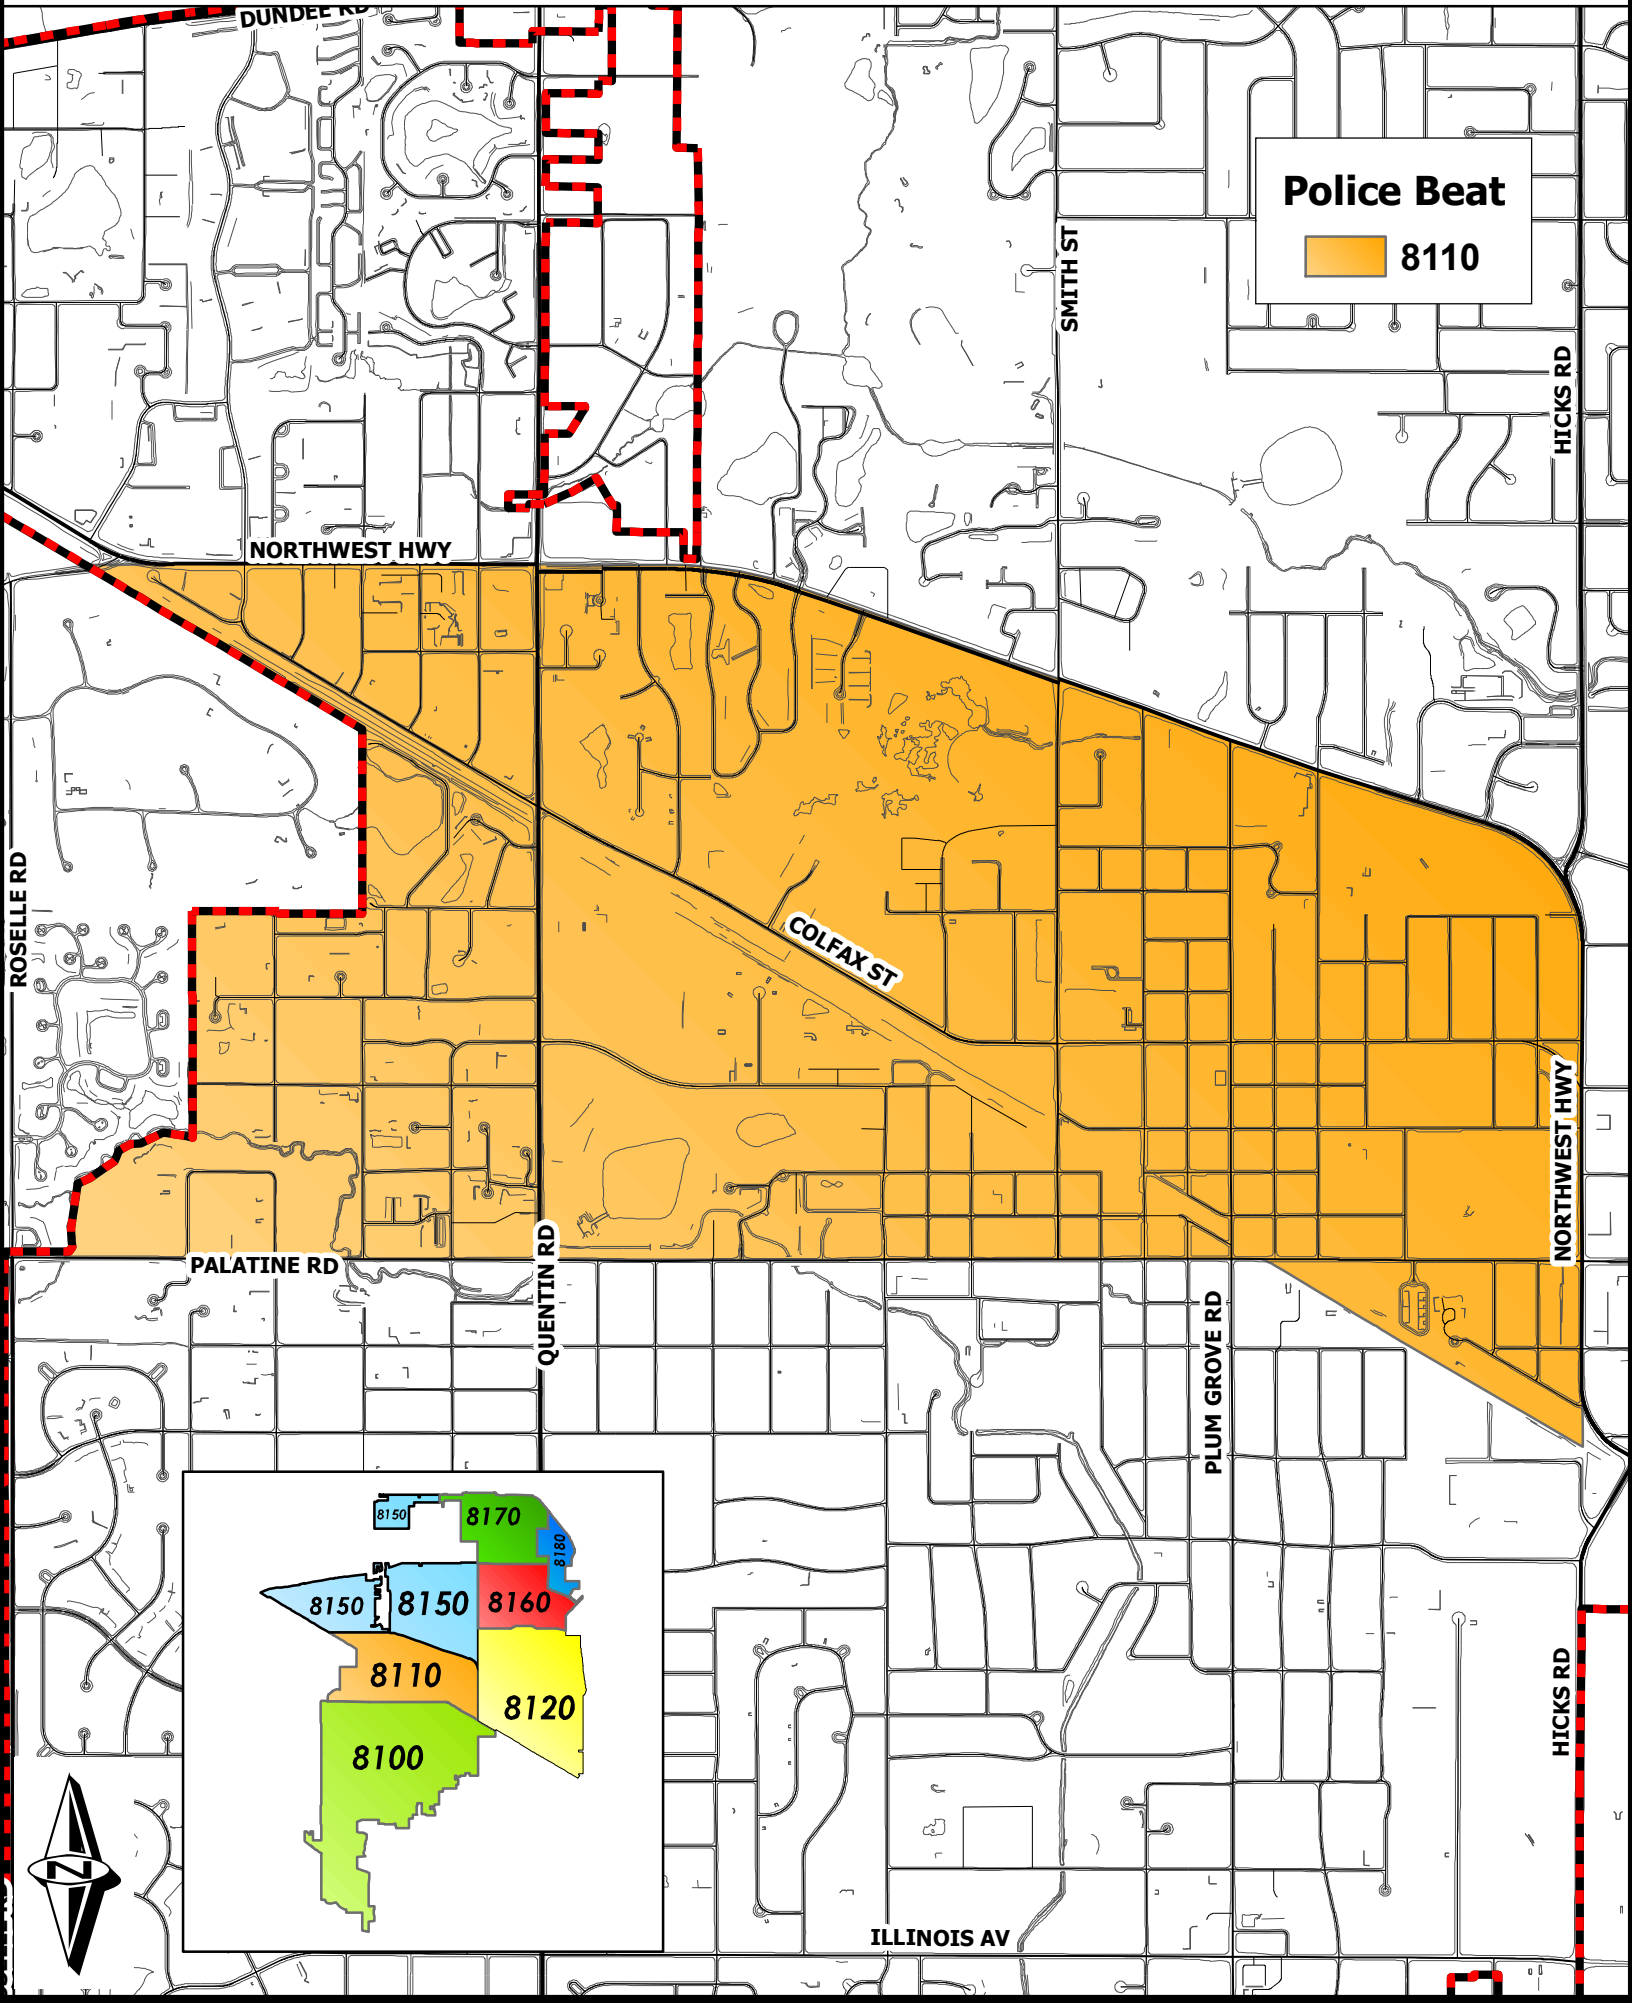 DUNDEE RD
Police Beat
8110
SMITH ST
HICKS RD
NORTHWEST HWY
ROSELLE RD
COLFAX ST
NORTHWEST HWY
PALATINE RD
QUENTIN RD
PLUM GROVE RD
8150
8170
8180
8150
8150
8160
8110
8120
8100
HICKS RD
N
ILLINOIS AV